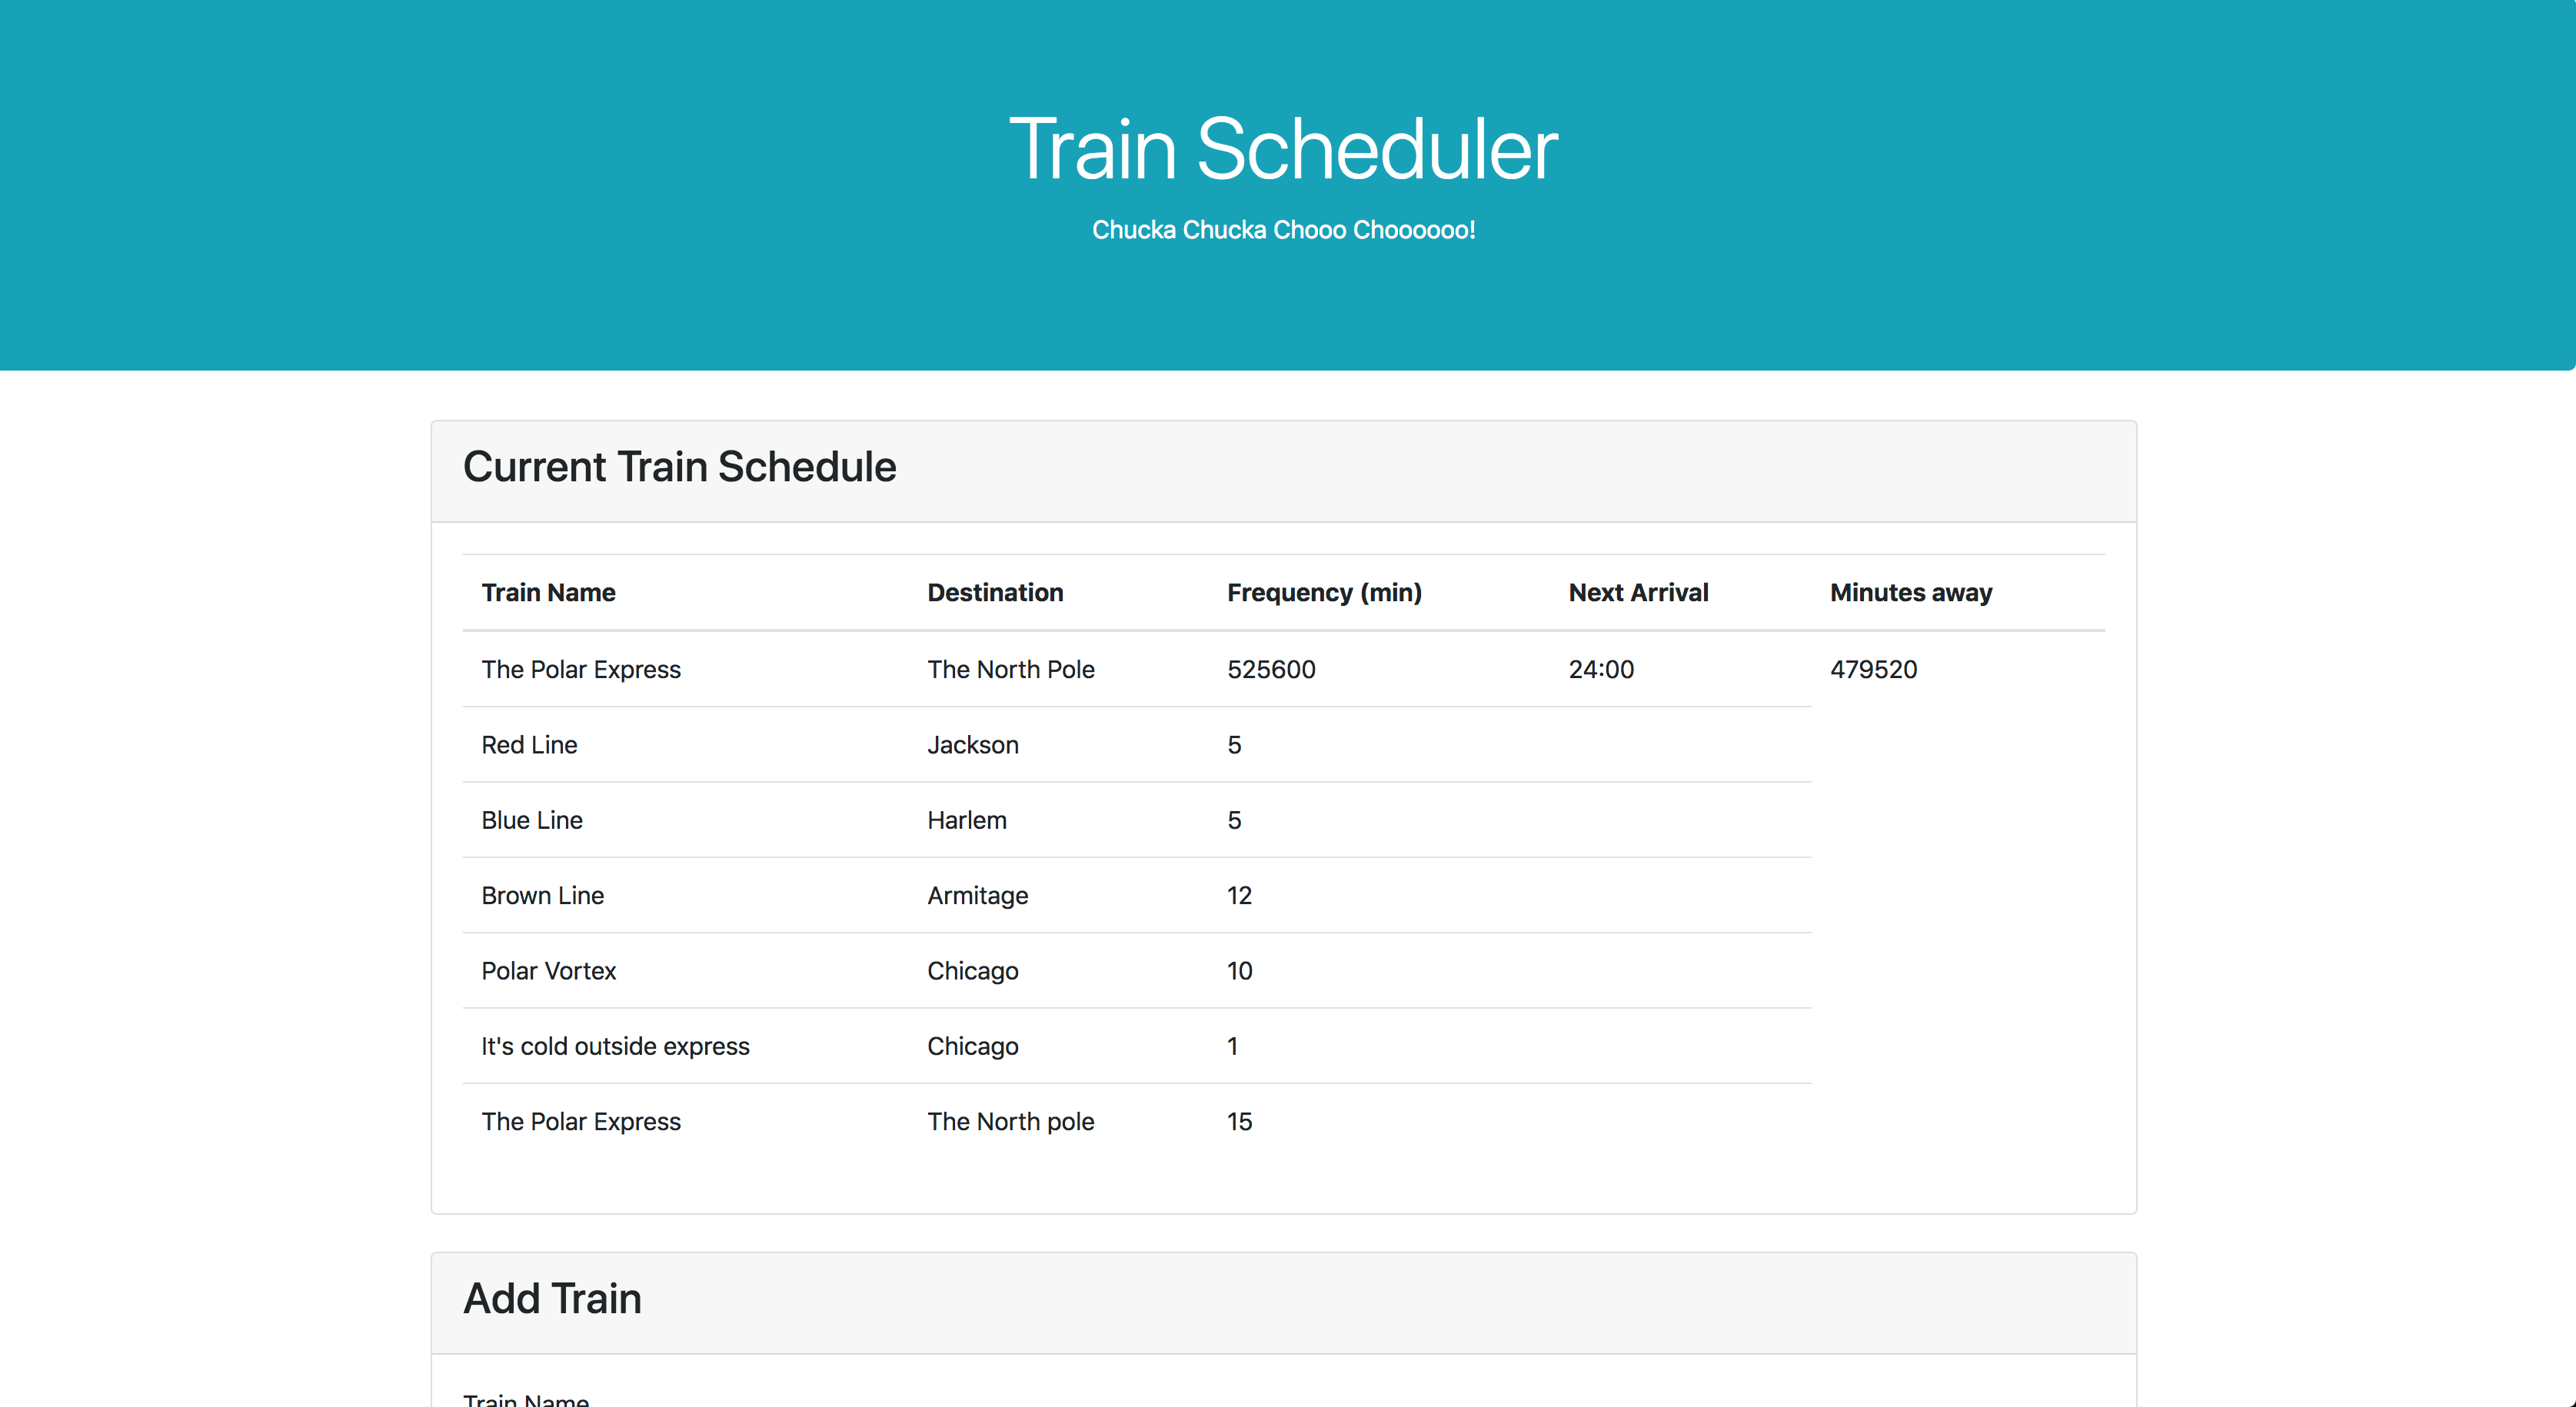 Train Scheduler
Chucka Chucka Chooo Choooooo!
Current Train Schedule
Train Name Destination Frequency (min) Next Arrival Minutes away
The Polar Express The North Pole 525600 24:00 479520
Red Line Jackson 5
Blue Line Harlem 5
Brown Line Armitage 12
Polar Vortex Chicago 10
It's cold outside express Chicago 1
The Polar Express The North pole 15
Add Train
Train Name